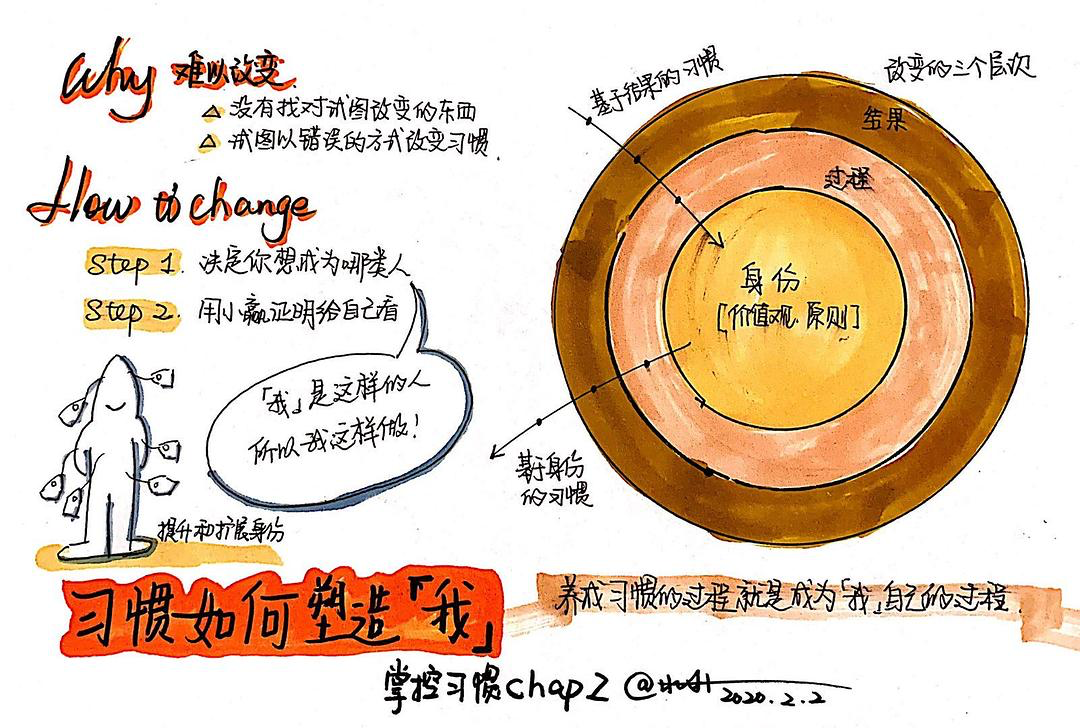 Why 难以改变
没有找对试图改变的东西
试图以错误的方式改变习惯.
How to change
Step 1. 决定你想成为哪类人
Step 2. 用小赢证明给自己看
「我」是这样的人
所以我这样做!
提升和扩展身份
习惯如何塑造「我」
改变的三个层次
基于结果的习惯
结果
过程
身份
[价值观. 原则]
基于身份
的习惯
养成习惯的过程就是成为「我」自己的过程.
掌控习惯chap2 @
2020.2.2